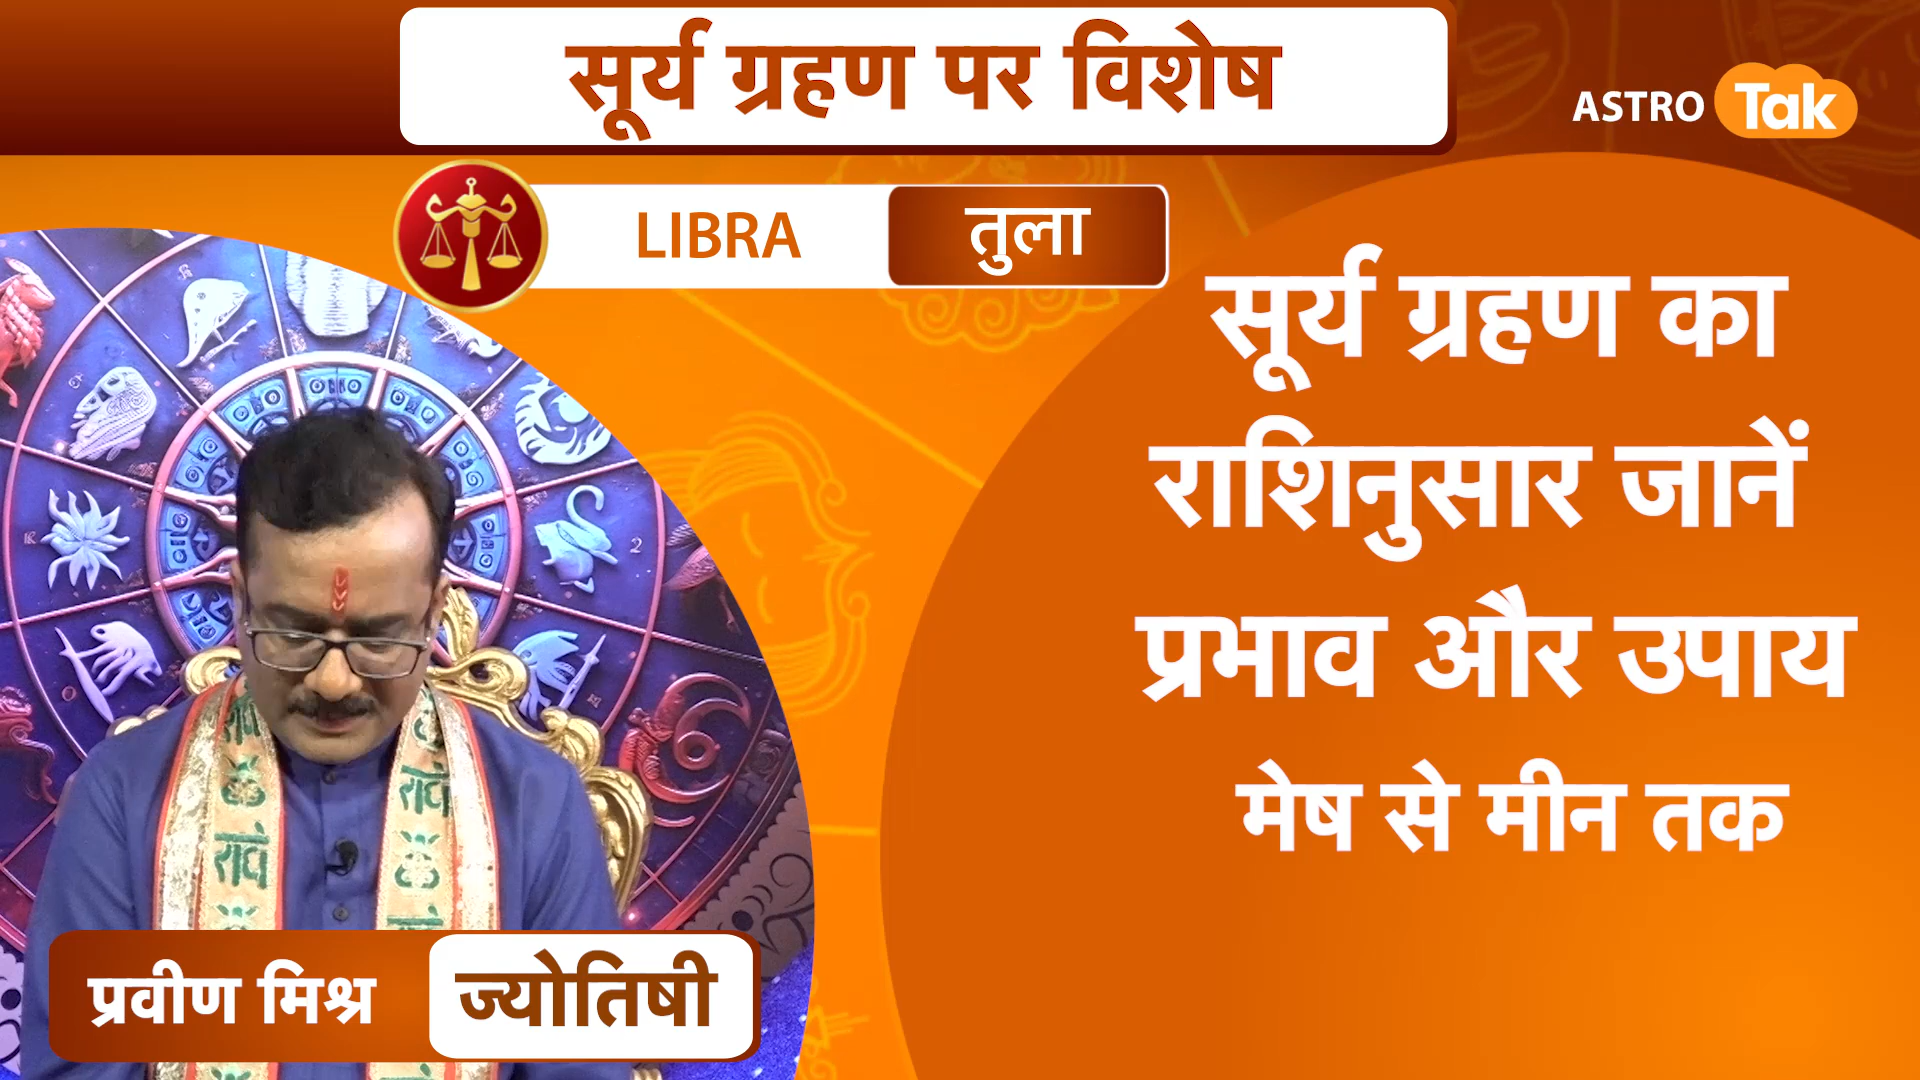 सूर्य ग्रहण पर विशेष
ASTRO Tak
LIBRA तुला
सूर्य ग्रहण का
राशिनुसार जानें
प्रभाव और उपाय
मेष से मीन तक
प्रवीण मिश्र ज्योतिषी